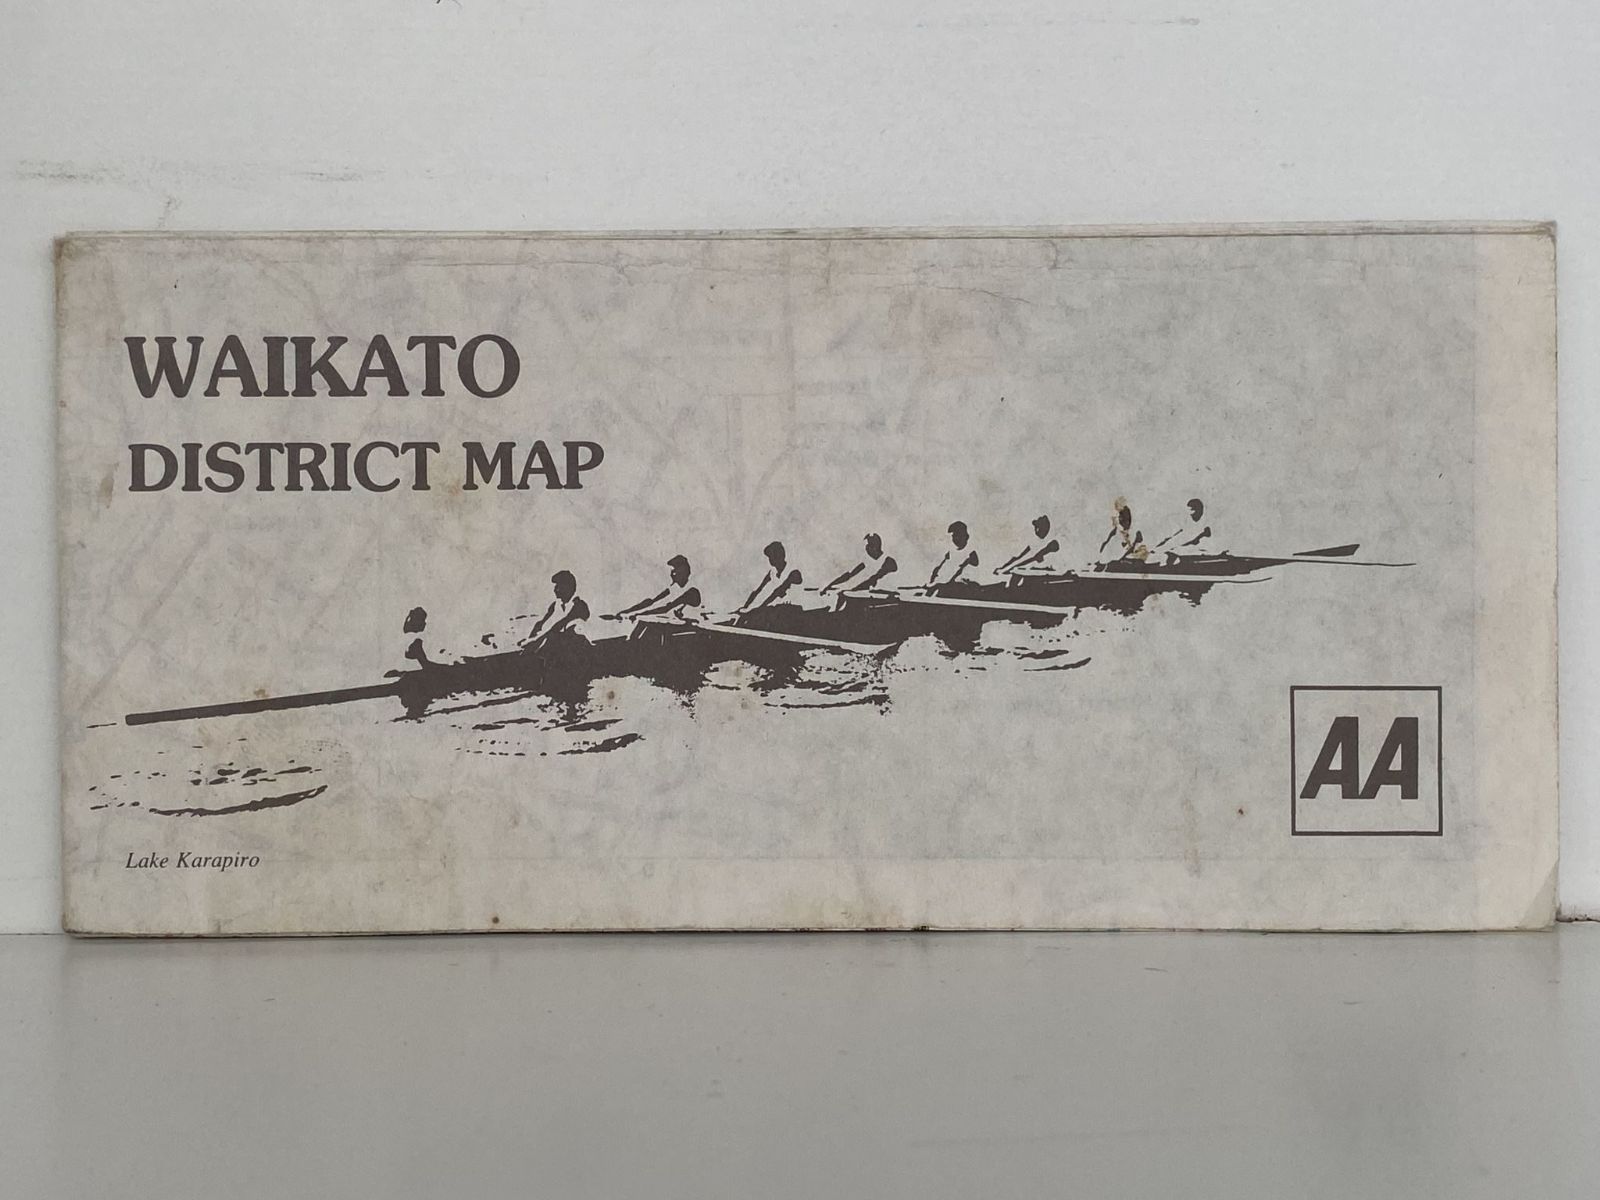 WAIKATO
DISTRICT MAP
AA
Lake Karapiro